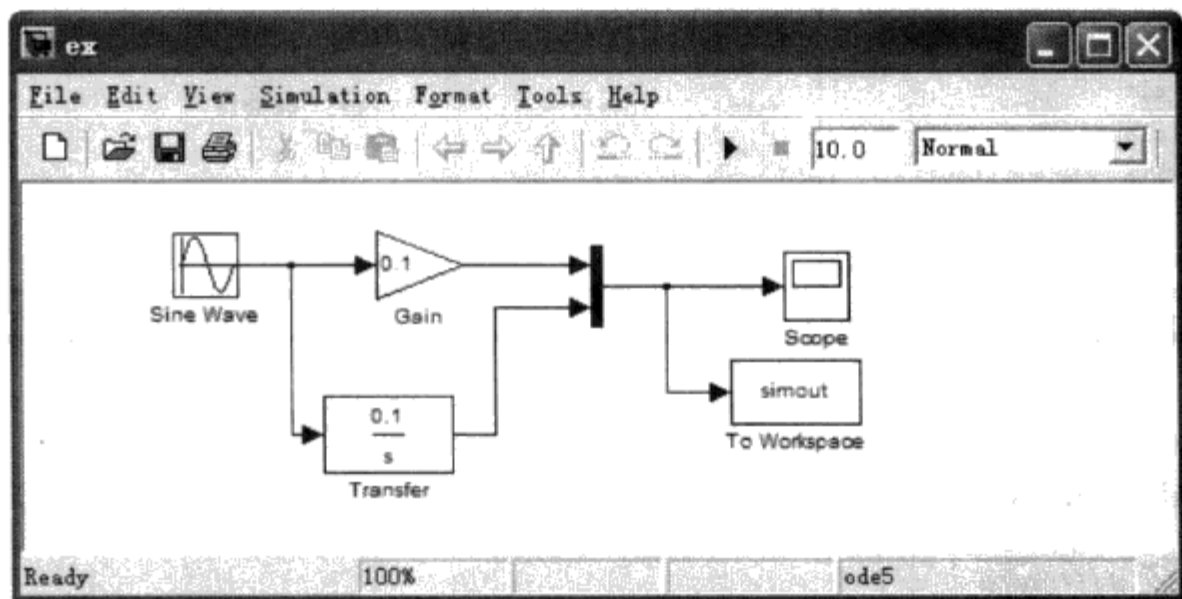 ex
File Edit View Simulation Format Tools Help
10.0 Normal
Sine Wave
0.1
Gain
0.1
s
Transfer
Scope
simout
To Workspace
Ready 100% ode5